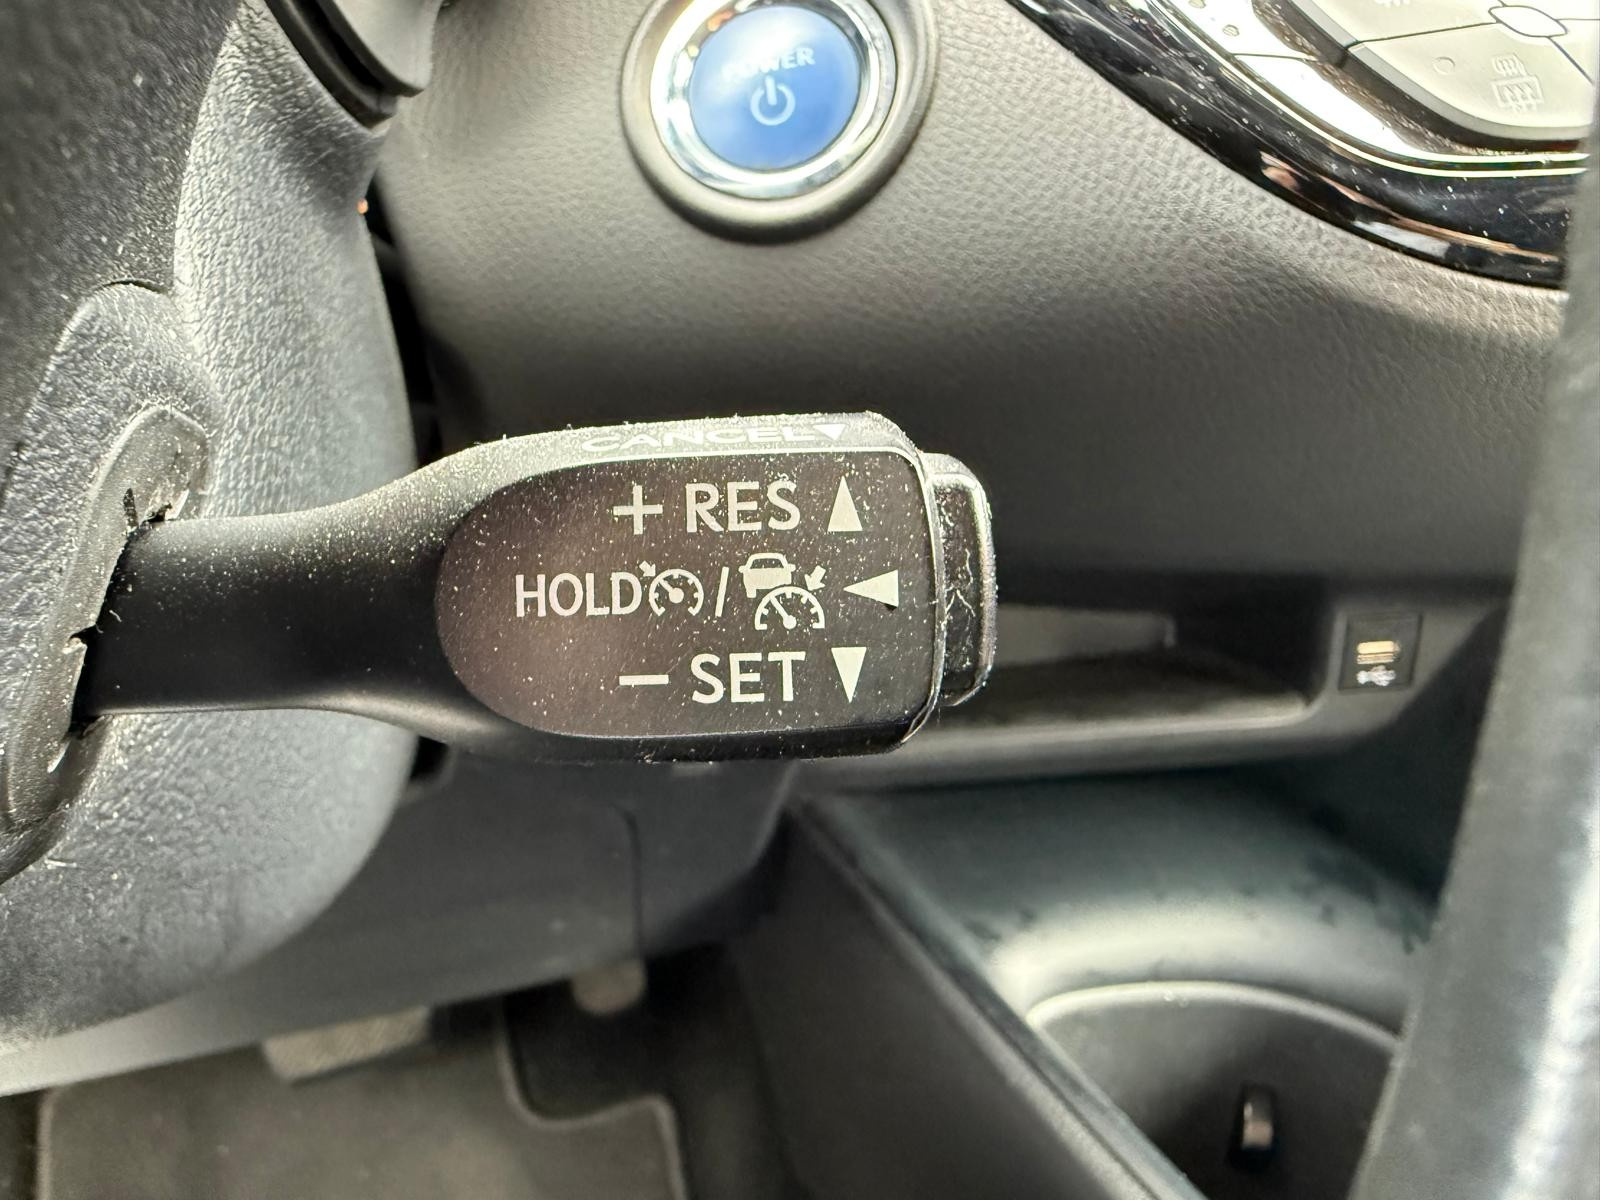 POWER
CANCEL
+ RES
HOLD /
− SET